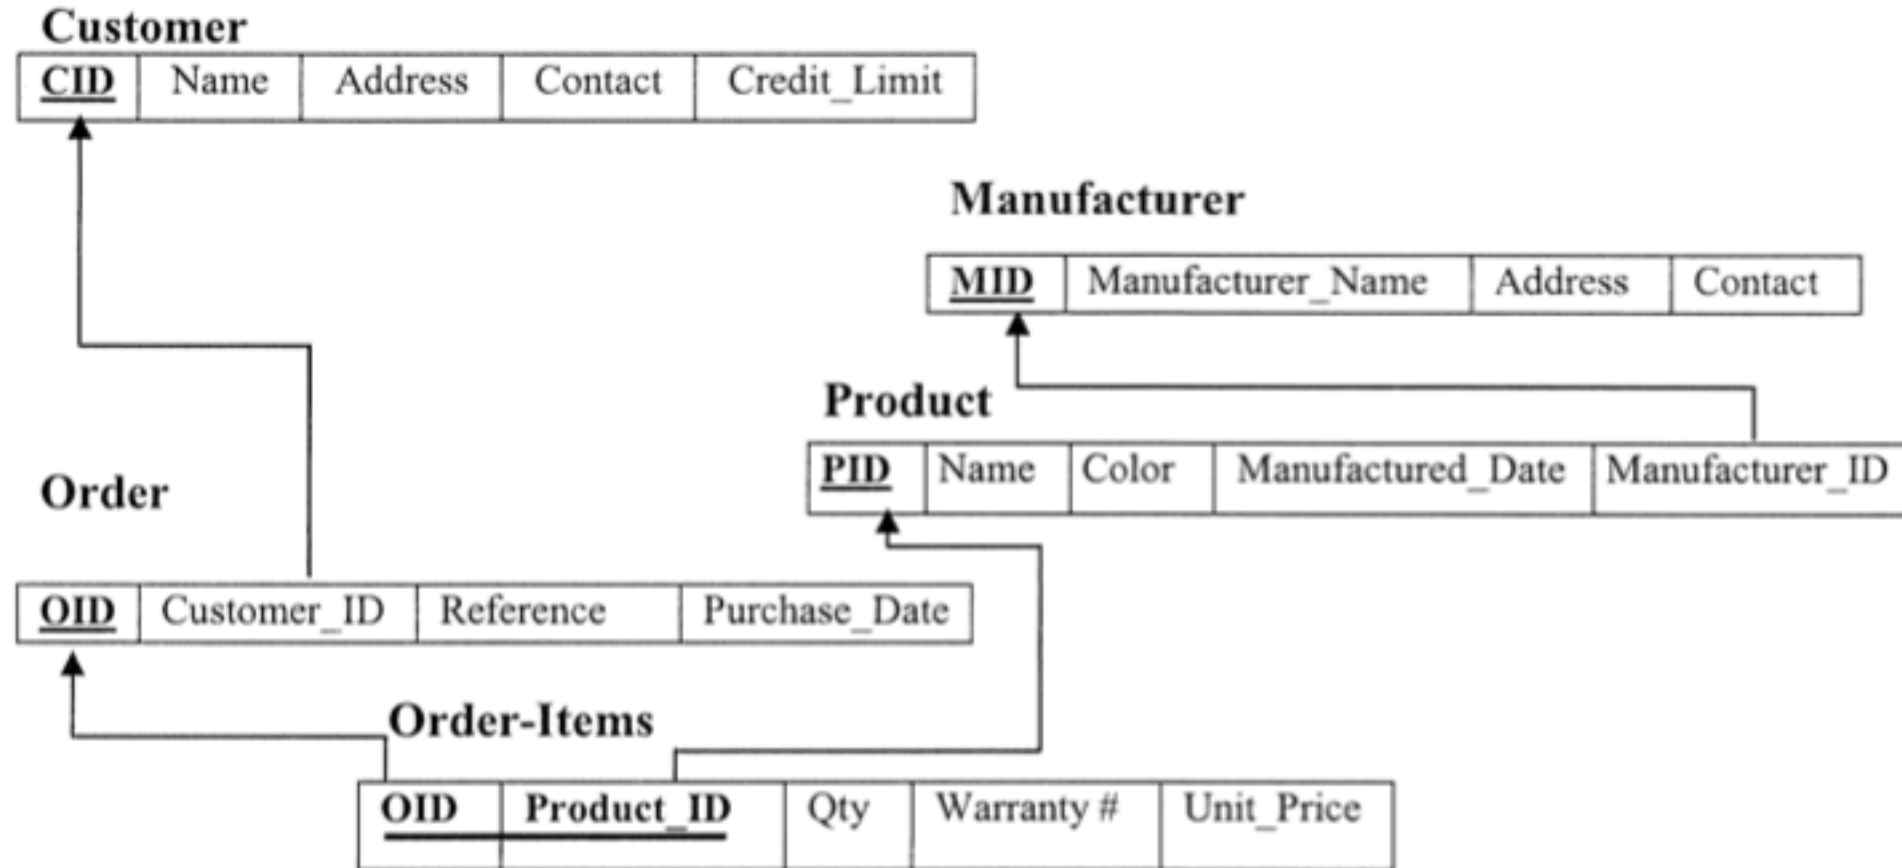 Customer
CID Name Address Contact Credit_Limit
Manufacturer
MID Manufacturer_Name Address Contact
Product
PID Name Color Manufactured_Date Manufacturer_ID
Order
OID Customer_ID Reference Purchase_Date
Order-Items
OID Product_ID Qty Warranty # Unit_Price